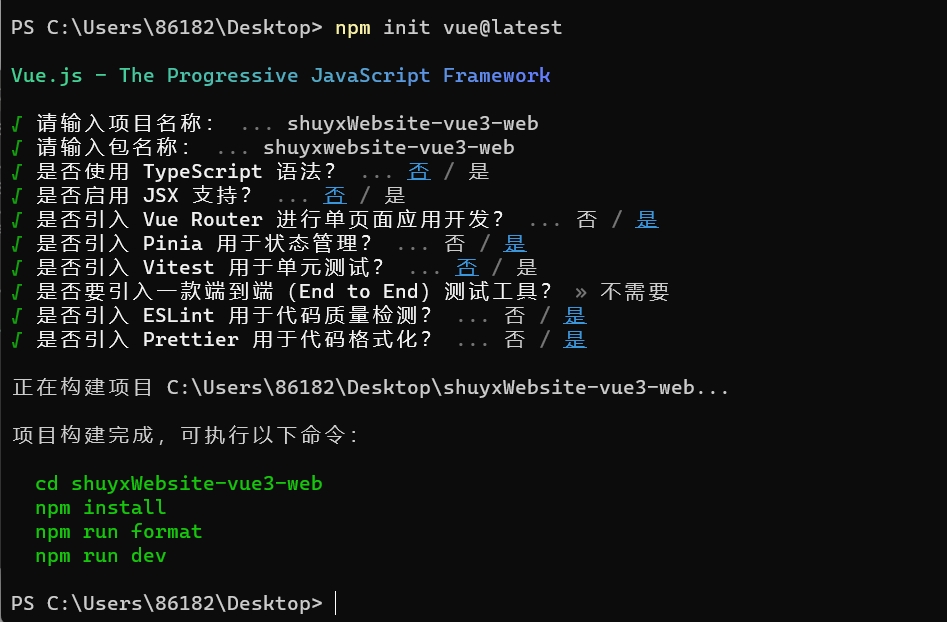 PS C:\Users\86182\Desktop> npm init vue@latest
Vue.js - The Progressive JavaScript Framework
√ 请输入项目名称: ... shuyxWebsite-vue3-web
√ 请输入包名称: ... shuyxwebsite-vue3-web
√ 是否使用 TypeScript 语法? ... 否 / 是
√ 是否启用 JSX 支持? ... 否 / 是
√ 是否引入 Vue Router 进行单页面应用开发? ... 否 / 是
√ 是否引入 Pinia 用于状态管理? ... 否 / 是
√ 是否引入 Vitest 用于单元测试? ... 否 / 是
√ 是否要引入一款端到端 (End to End) 测试工具? » 不需要
√ 是否引入 ESLint 用于代码质量检测? ... 否 / 是
√ 是否引入 Prettier 用于代码格式化? ... 否 / 是
正在构建项目 C:\Users\86182\Desktop\shuyxWebsite-vue3-web...
项目构建完成，可执行以下命令:
cd shuyxWebsite-vue3-web
npm install
npm run format
npm run dev
PS C:\Users\86182\Desktop>